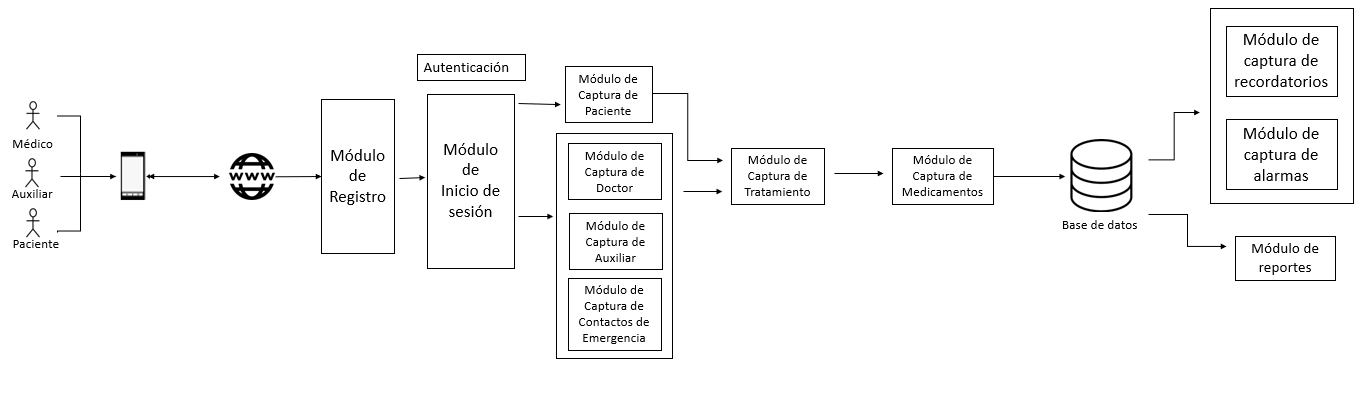 Médico
Auxiliar
Paciente
WWW
Módulo
de
Registro
Autenticación
Módulo
de
Inicio de
sesión
Módulo de
Captura de
Paciente
Módulo de
Captura de
Doctor
Módulo de
Captura de
Auxiliar
Módulo de
Captura de
Contactos de
Emergencia
Módulo de
Captura de
Tratamiento
Módulo de
Captura de
Medicamentos
Base de datos
Módulo de
captura de
recordatorios
Módulo de
captura de
alarmas
Módulo de
reportes